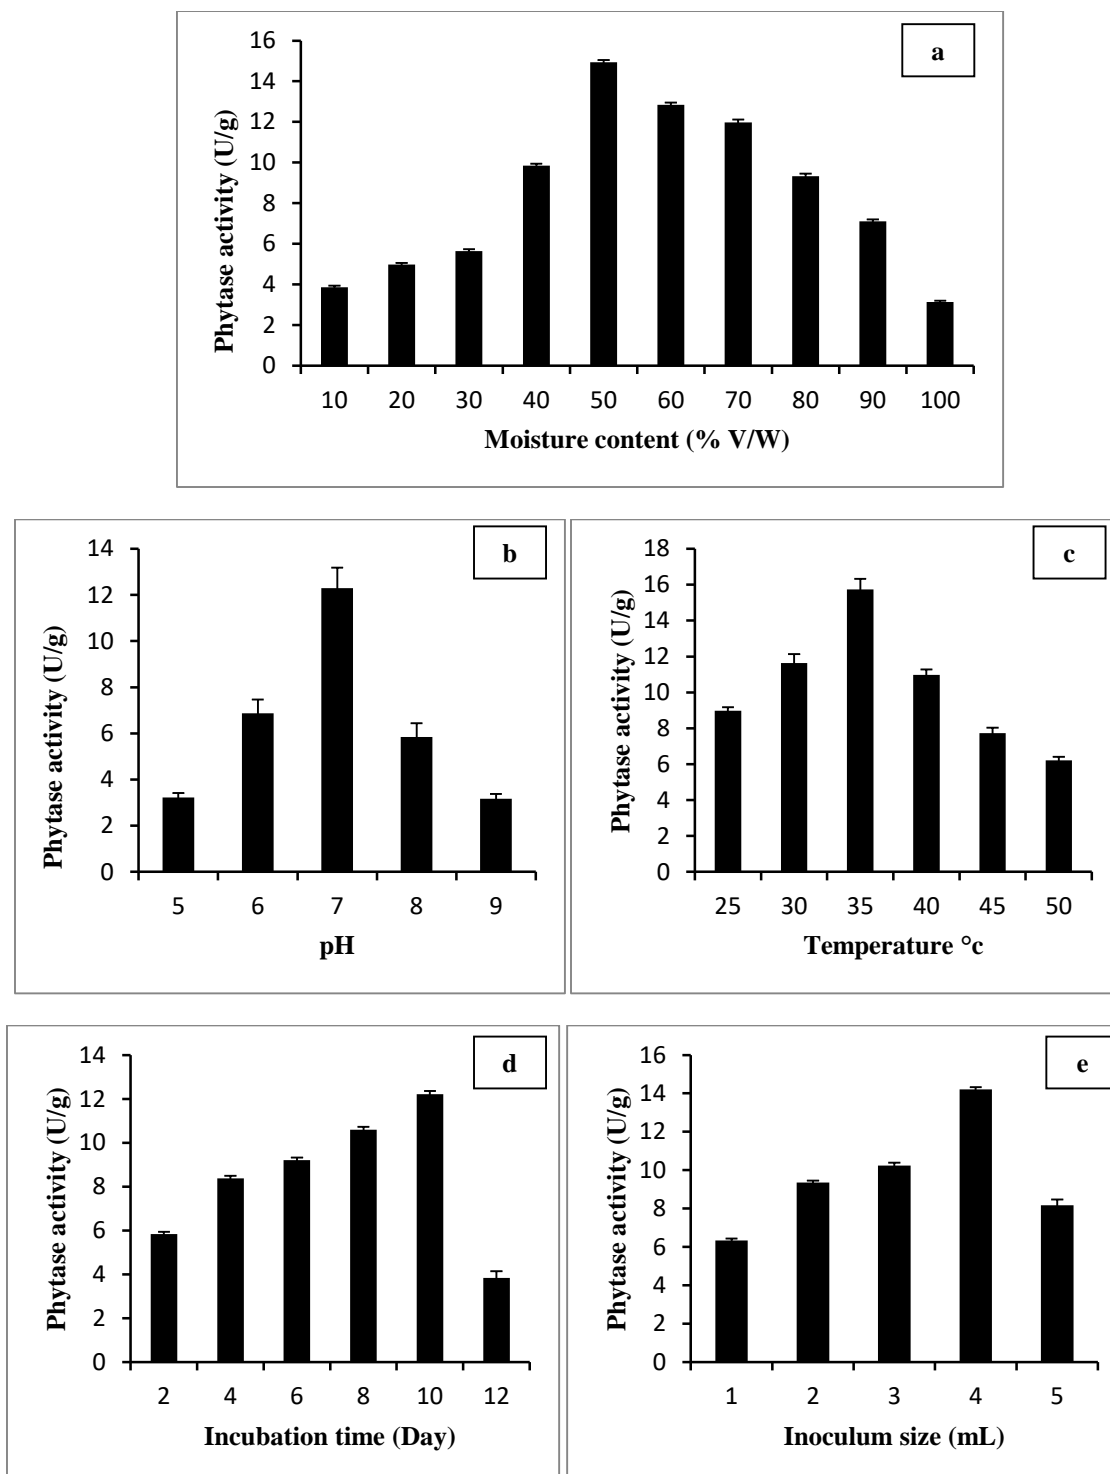 a
Phytase activity (U/g)
16
14
12
10
8
6
4
2
0
10 20 30 40 50 60 70 80 90 100
Moisture content (% V/W)
b
Phytase activity (U/g)
14
12
10
8
6
4
2
0
5 6 7 8 9
pH
c
Phytase activity (U/g)
18
16
14
12
10
8
6
4
2
0
25 30 35 40 45 50
Temperature °c
d
Phytase activity (U/g)
14
12
10
8
6
4
2
0
2 4 6 8 10 12
Incubation time (Day)
e
Phytase activity (U/g)
16
14
12
10
8
6
4
2
0
1 2 3 4 5
Inoculum size (mL)